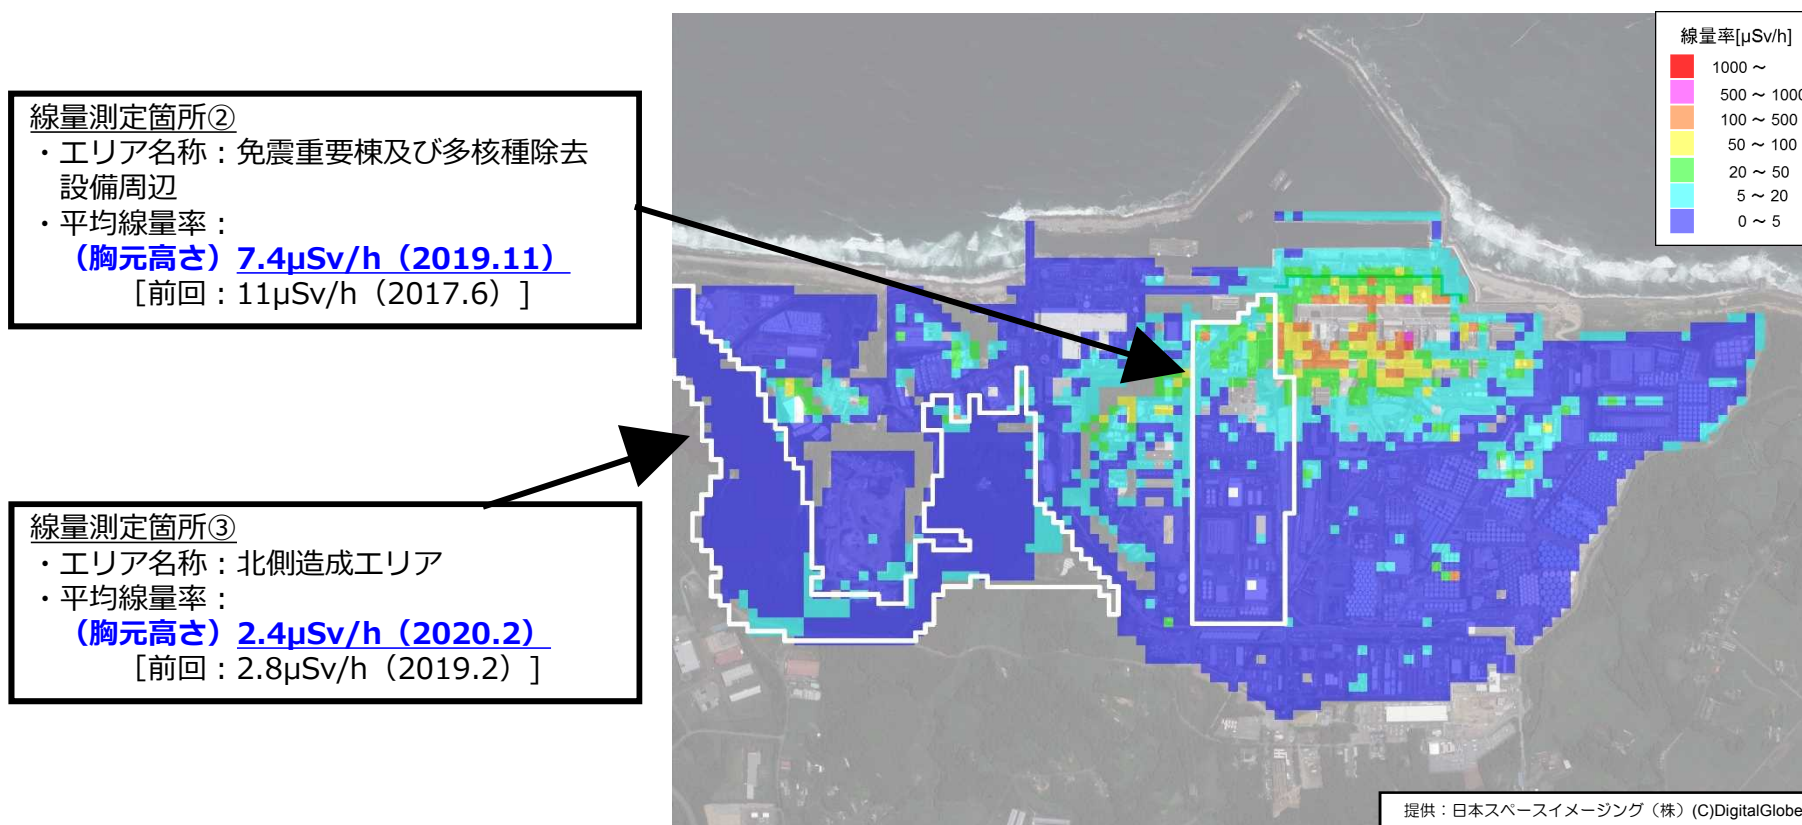 線量測定箇所②
・エリア名称：免震重要棟及び多核種除去
設備周辺
・平均線量率：
（胸元高さ）7.4μSv/h（2019.11）
［前回：11μSv/h（2017.6）］
線量測定箇所③
・エリア名称：北側造成エリア
・平均線量率：
（胸元高さ）2.4μSv/h（2020.2）
［前回：2.8μSv/h（2019.2）］
線量率[μSv/h]
1000～
500～1000
100～500
50～100
20～50
5～20
0～5
提供：日本スペースイメージング（株）(C)DigitalGlobe